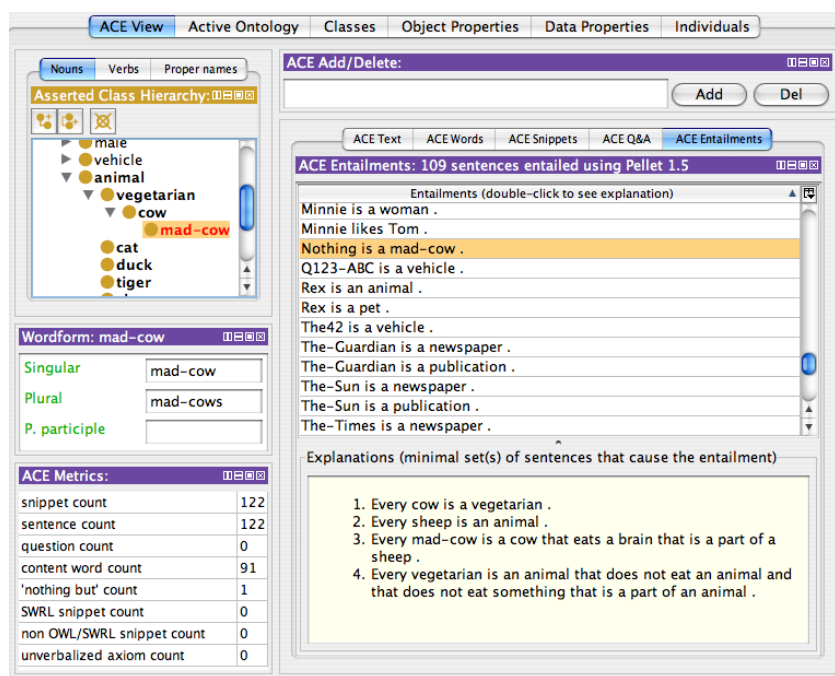 ACE View Active Ontology Classes Object Properties Data Properties Individuals
Nouns Verbs Proper names
Asserted Class Hierarchy:
male
vehicle
animal
vegetarian
cow
mad-cow
cat
duck
tiger
Wordform: mad-cow
Singular mad-cow
Plural mad-cows
P. participle
ACE Metrics:
snippet count 122
sentence count 122
question count 0
content word count 91
'nothing but' count 1
SWRL snippet count 0
non OWL/SWRL snippet count 0
unverbalized axiom count 0
ACE Add/Delete:
Add Del
ACE Text ACE Words ACE Snippets ACE Q&A ACE Entailments
ACE Entailments: 109 sentences entailed using Pellet 1.5
Entailments (double-click to see explanation)
Minnie is a woman .
Minnie likes Tom .
Nothing is a mad-cow .
Q123-ABC is a vehicle .
Rex is an animal .
Rex is a pet .
The42 is a vehicle .
The-Guardian is a newspaper .
The-Guardian is a publication .
The-Sun is a newspaper .
The-Sun is a publication .
The-Times is a newspaper .
Explanations (minimal set(s) of sentences that cause the entailment)
1. Every cow is a vegetarian .
2. Every sheep is an animal .
3. Every mad-cow is a cow that eats a brain that is a part of a
sheep .
4. Every vegetarian is an animal that does not eat an animal and
that does not eat something that is a part of an animal .